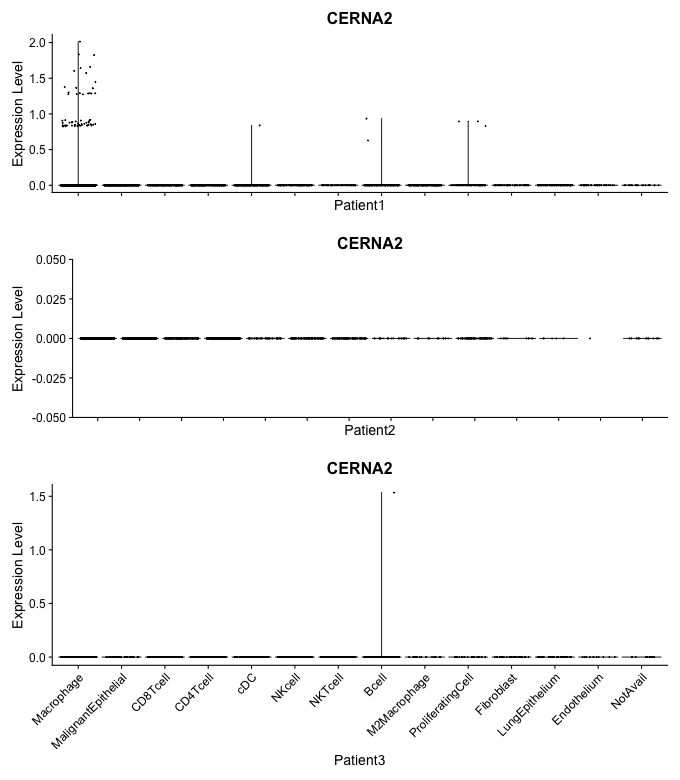 CERNA2
2.0
1.5
1.0
0.5
0.0
Expression Level
Patient1
CERNA2
0.050
0.025
0.000
-0.025
-0.050
Expression Level
Patient2
CERNA2
1.5
1.0
0.5
0.0
Expression Level
Macrophage
MalignantEpithelial
CD8Tcell
CD4Tcell
cDC
NKcell
NKTcell
Bcell
M2Macrophage
ProliferatingCell
Fibroblast
LungEpithelium
Endothelium
NotAvail
Patient3